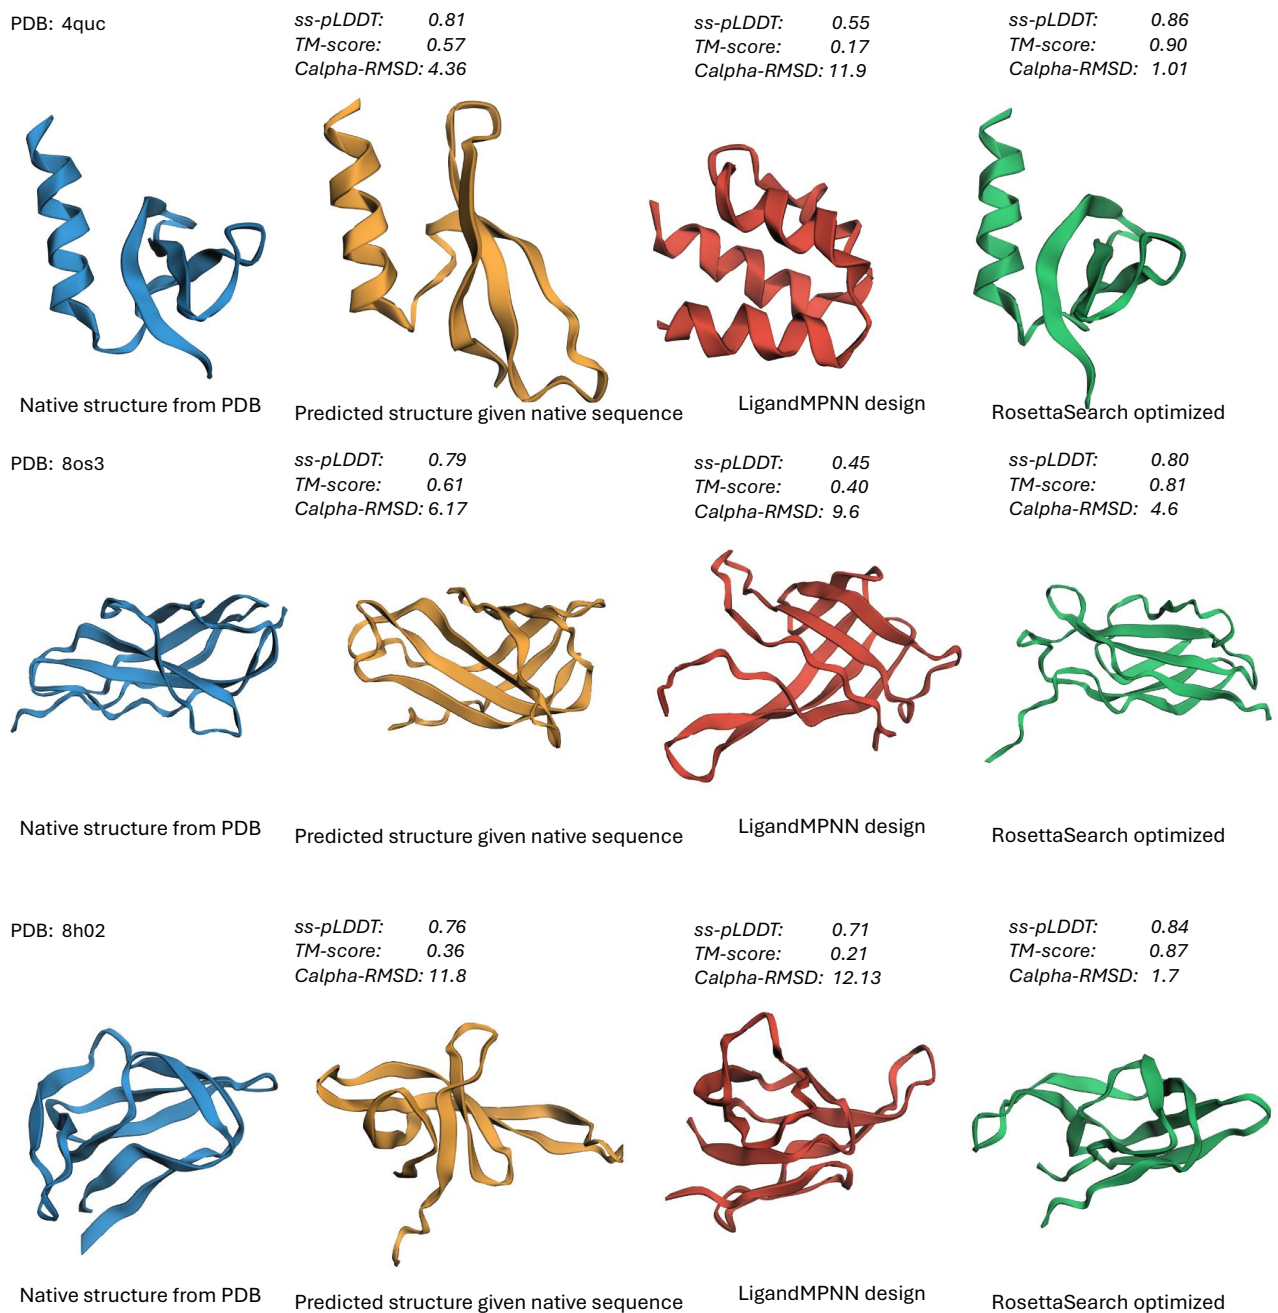 PDB: 4quc
ss-pLDDT: 0.81
TM-score: 0.57
Calpha-RMSD: 4.36
ss-pLDDT: 0.55
TM-score: 0.17
Calpha-RMSD: 11.9
ss-pLDDT: 0.86
TM-score: 0.90
Calpha-RMSD: 1.01
Native structure from PDB
Predicted structure given native sequence
LigandMPNN design
RosettaSearch optimized
PDB: 8os3
ss-pLDDT: 0.79
TM-score: 0.61
Calpha-RMSD: 6.17
ss-pLDDT: 0.45
TM-score: 0.40
Calpha-RMSD: 9.6
ss-pLDDT: 0.80
TM-score: 0.81
Calpha-RMSD: 4.6
Native structure from PDB
Predicted structure given native sequence
LigandMPNN design
RosettaSearch optimized
PDB: 8h02
ss-pLDDT: 0.76
TM-score: 0.36
Calpha-RMSD: 11.8
ss-pLDDT: 0.71
TM-score: 0.21
Calpha-RMSD: 12.13
ss-pLDDT: 0.84
TM-score: 0.87
Calpha-RMSD: 1.7
Native structure from PDB
Predicted structure given native sequence
LigandMPNN design
RosettaSearch optimized